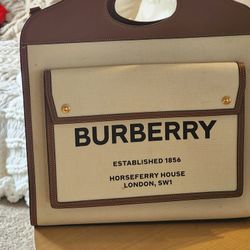 BURBERRY
ESTABLISHED 1856
HORSEFERRY HOUSE
LONDON, SW1